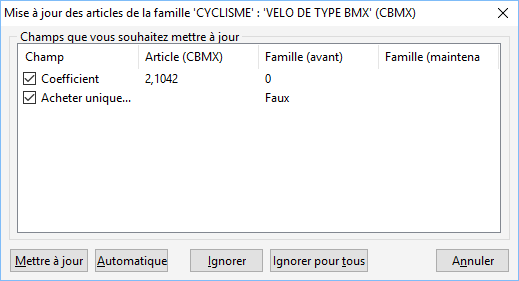 Mise à jour des articles de la famille 'CYCLISME' : 'VELO DE TYPE BMX' (CBMX)
Champs que vous souhaitez mettre à jour
Champ Article (CBMX) Famille (avant) Famille (maintena
Coefficient 2,1042 0
Acheter unique... Faux
Mettre à jour Automatique Ignorer Ignorer pour tous Annuler